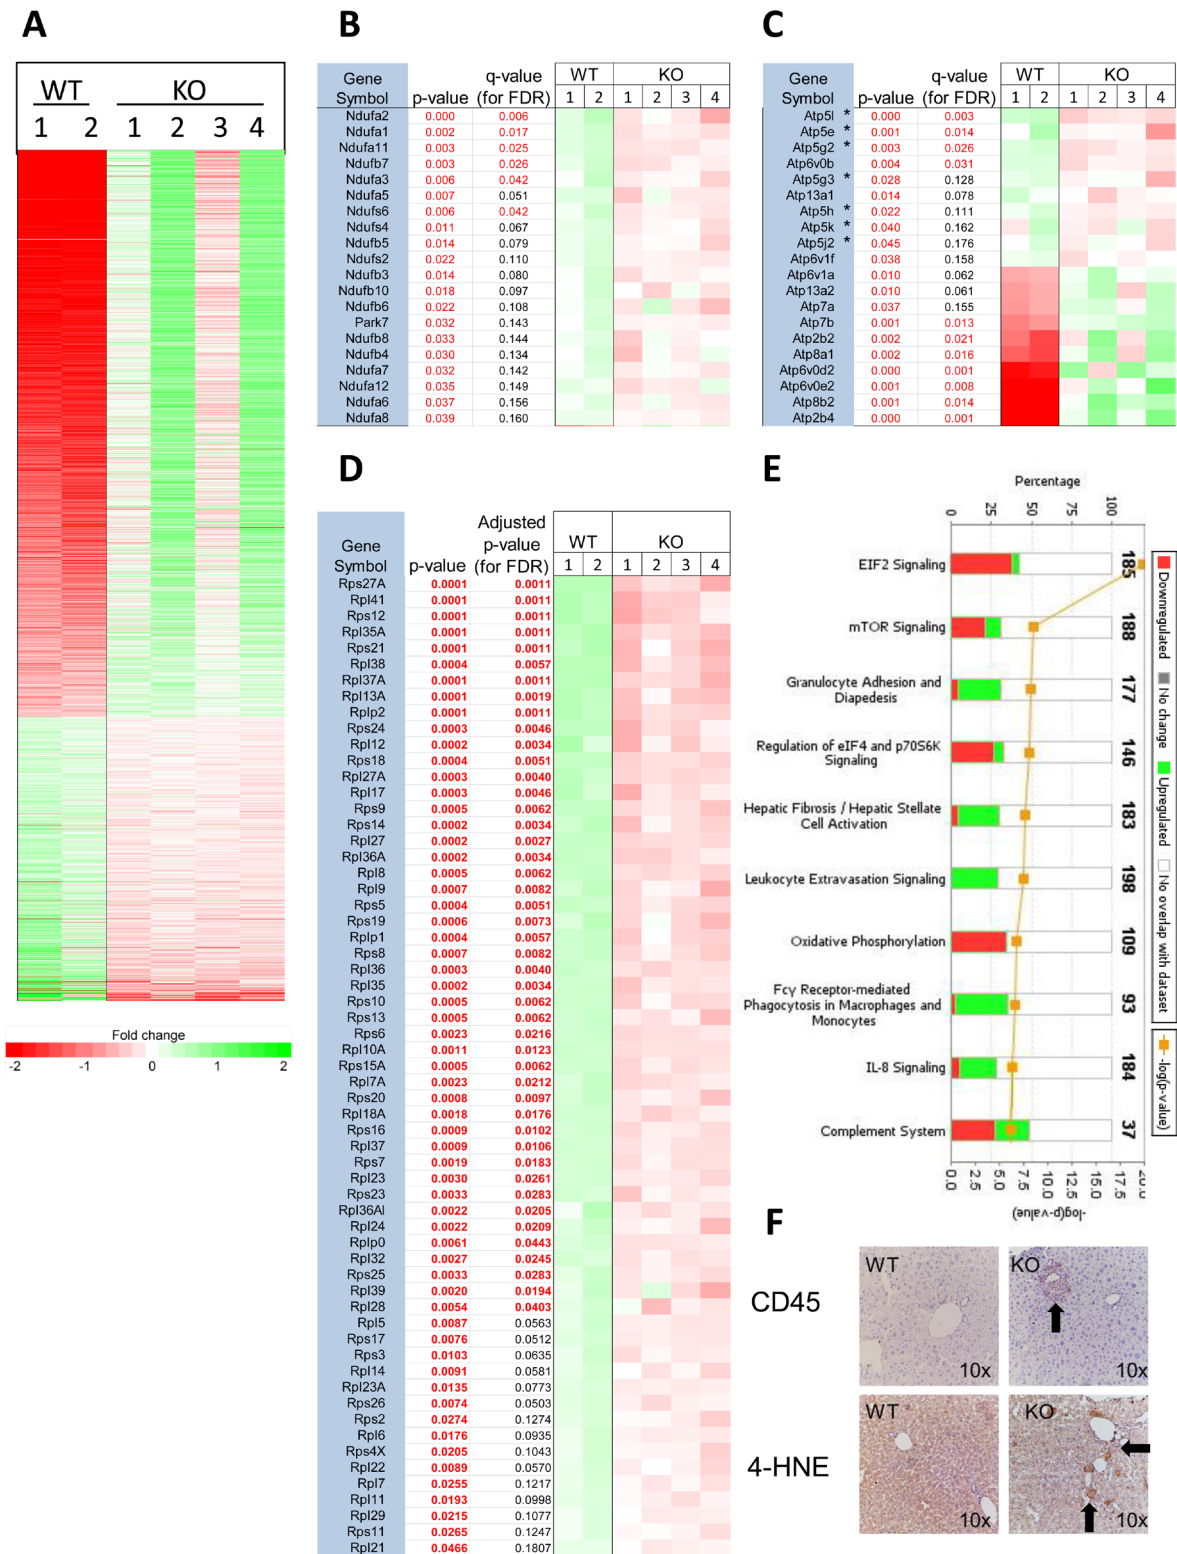 A
WT KO
1 2 1 2 3 4
Fold change
-2 -1 0 1 2
B
Gene q-value WT KO
Symbol p-value (for FDR) 1 2 1 2 3 4
Ndufa2 0.000 0.006
Ndufa1 0.002 0.017
Ndufa11 0.003 0.025
Ndufb7 0.003 0.026
Ndufa3 0.006 0.042
Ndufa5 0.007 0.051
Ndufs6 0.006 0.042
Ndufs4 0.011 0.067
Ndufb5 0.014 0.079
Ndufs2 0.022 0.110
Ndufb3 0.014 0.080
Ndufb10 0.018 0.097
Ndufb6 0.022 0.108
Park7 0.032 0.143
Ndufb8 0.033 0.144
Ndufb4 0.030 0.134
Ndufa7 0.032 0.142
Ndufa12 0.035 0.149
Ndufa6 0.037 0.156
Ndufa8 0.039 0.160
C
Gene q-value WT KO
Symbol p-value (for FDR) 1 2 1 2 3 4
Atp5l * 0.000 0.003
Atp5e * 0.001 0.014
Atp5g2 * 0.003 0.026
Atp6v0b 0.004 0.031
Atp5g3 * 0.028 0.128
Atp13a1 0.014 0.078
Atp5h * 0.022 0.111
Atp5k * 0.040 0.162
Atp5j2 * 0.045 0.176
Atp6v1f 0.038 0.158
Atp6v1a 0.010 0.062
Atp13a2 0.010 0.061
Atp7a 0.037 0.155
Atp7b 0.001 0.013
Atp2b2 0.002 0.021
Atp8a1 0.002 0.016
Atp6v0d2 0.000 0.001
Atp6v0e2 0.001 0.008
Atp8b2 0.001 0.014
Atp2b4 0.000 0.001
D
Adjusted
Gene p-value WT KO
Symbol p-value (for FDR) 1 2 1 2 3 4
Rps27A 0.0001 0.0011
Rpl41 0.0001 0.0011
Rps12 0.0001 0.0011
Rpl35A 0.0001 0.0011
Rps21 0.0001 0.0011
Rpl38 0.0004 0.0057
Rpl37A 0.0001 0.0011
Rpl13A 0.0001 0.0019
Rplp2 0.0001 0.0011
Rps24 0.0003 0.0046
Rpl12 0.0002 0.0034
Rps18 0.0004 0.0051
Rpl27A 0.0003 0.0040
Rpl17 0.0003 0.0046
Rps9 0.0005 0.0062
Rps14 0.0002 0.0034
Rpl27 0.0002 0.0027
Rpl36A 0.0002 0.0034
Rpl8 0.0005 0.0062
Rpl9 0.0007 0.0082
Rps5 0.0004 0.0051
Rps19 0.0006 0.0073
Rplp1 0.0004 0.0057
Rps8 0.0007 0.0082
Rpl36 0.0003 0.0040
Rpl35 0.0002 0.0034
Rps10 0.0005 0.0062
Rps13 0.0005 0.0062
Rps6 0.0023 0.0216
Rpl10A 0.0011 0.0123
Rps15A 0.0005 0.0062
Rpl7A 0.0023 0.0212
Rps20 0.0008 0.0097
Rpl18A 0.0018 0.0176
Rps16 0.0009 0.0102
Rpl37 0.0009 0.0106
Rps7 0.0019 0.0183
Rpl23 0.0030 0.0261
Rps23 0.0033 0.0283
Rpl36Al 0.0022 0.0205
Rpl24 0.0022 0.0209
Rplp0 0.0061 0.0443
Rpl32 0.0027 0.0245
Rps25 0.0033 0.0283
Rpl39 0.0020 0.0194
Rpl28 0.0054 0.0403
Rpl5 0.0087 0.0563
Rps17 0.0076 0.0512
Rps3 0.0103 0.0635
Rpl14 0.0091 0.0581
Rpl23A 0.0135 0.0773
Rps26 0.0074 0.0503
Rps2 0.0274 0.1274
Rpl6 0.0176 0.0935
Rps4X 0.0205 0.1043
Rpl22 0.0089 0.0570
Rpl7 0.0255 0.1217
Rpl11 0.0193 0.0998
Rpl29 0.0215 0.1077
Rps11 0.0265 0.1247
Rpl21 0.0466 0.1807
E
Percentage
0 25 50 75 100
EIF2 Signaling 185
mTOR Signaling 188
Granulocyte Adhesion and
Diapedesis 177
Regulation of eIF4 and p70S6K
Signaling 146
Hepatic Fibrosis / Hepatic Stellate
Cell Activation 183
Leukocyte Extravasation Signaling 198
Oxidative Phosphorylation 109
Fcγ Receptor-mediated
Phagocytosis in Macrophages and
Monocytes 93
IL-8 Signaling 184
Complement System 37
0.0 2.5 5.0 7.5 10.0 12.5 15.0 17.5 20.0
-log(p-value)
Downregulated No change Upregulated No overlap with dataset
-log(p-value)
F
CD45
WT 10x
KO 10x
4-HNE
WT 10x
KO 10x